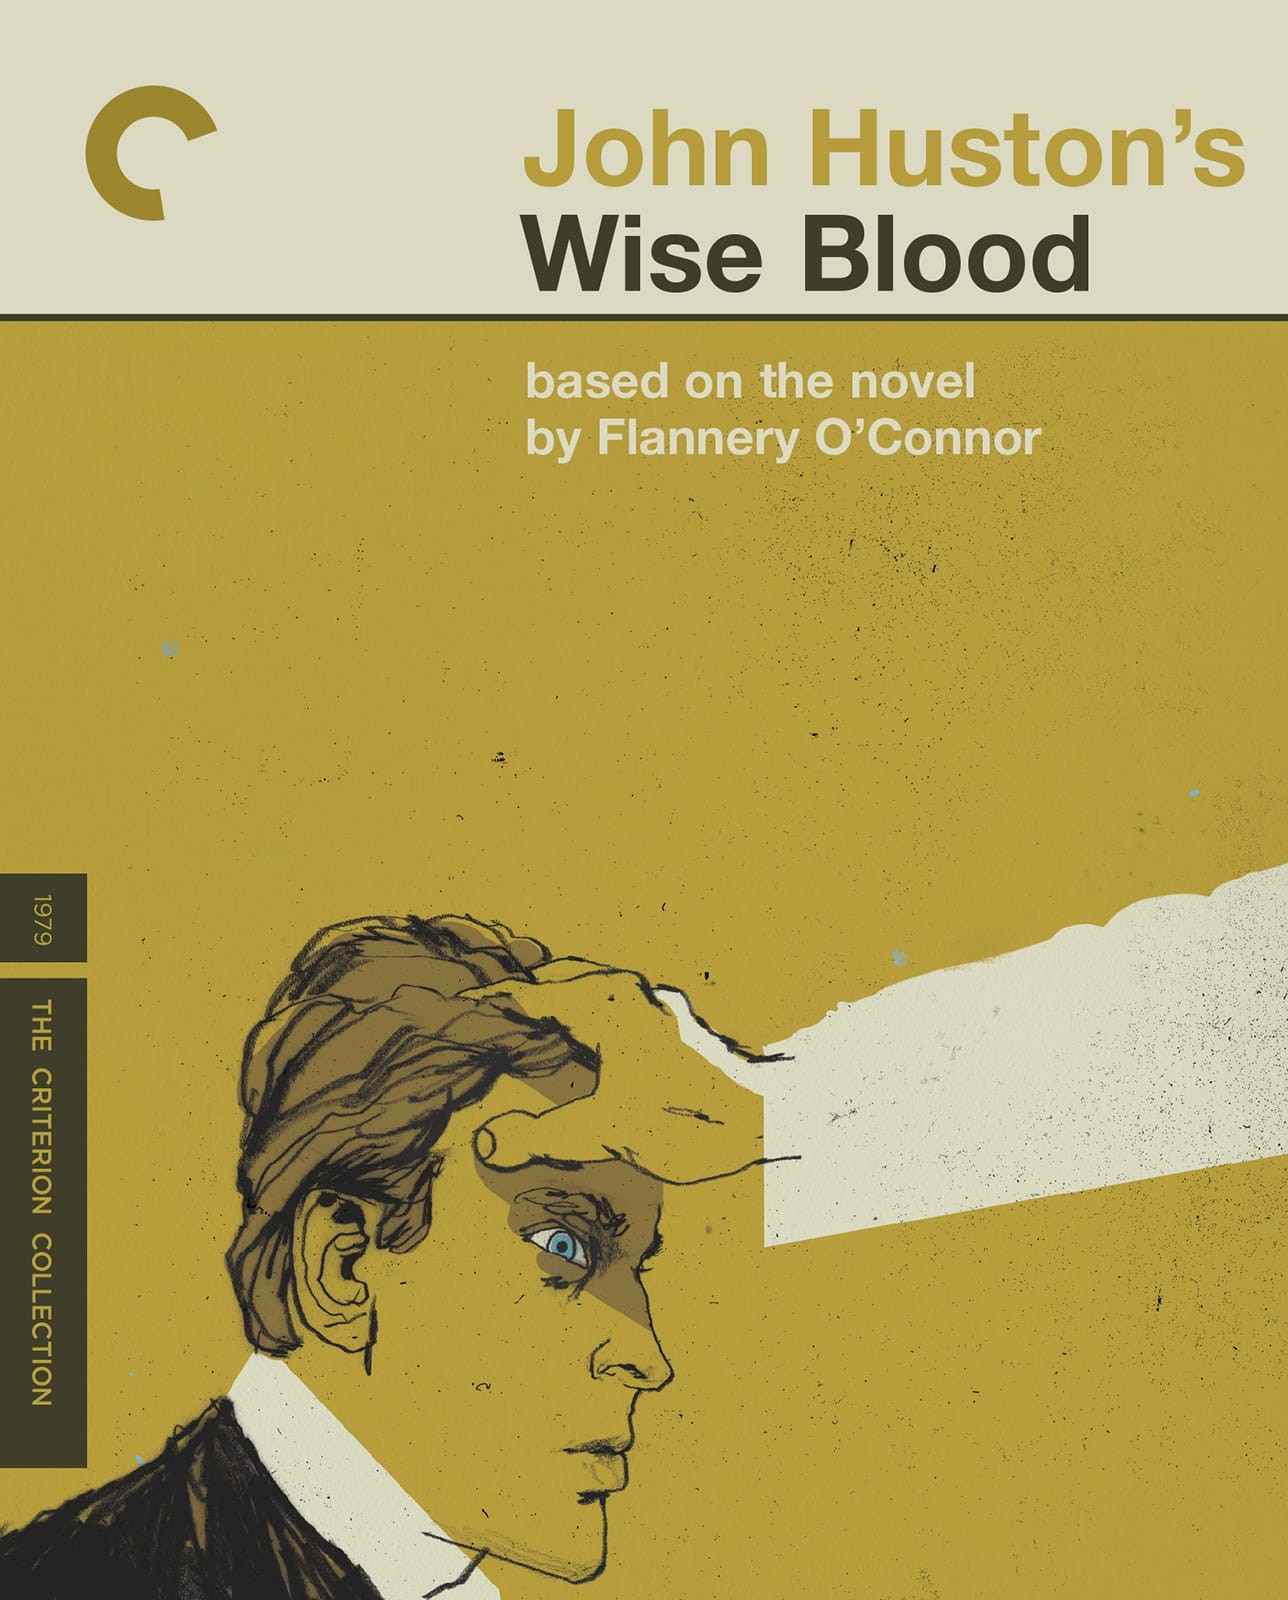 John Huston’s
Wise Blood
based on the novel
by Flannery O’Connor
1979
THE CRITERION COLLECTION